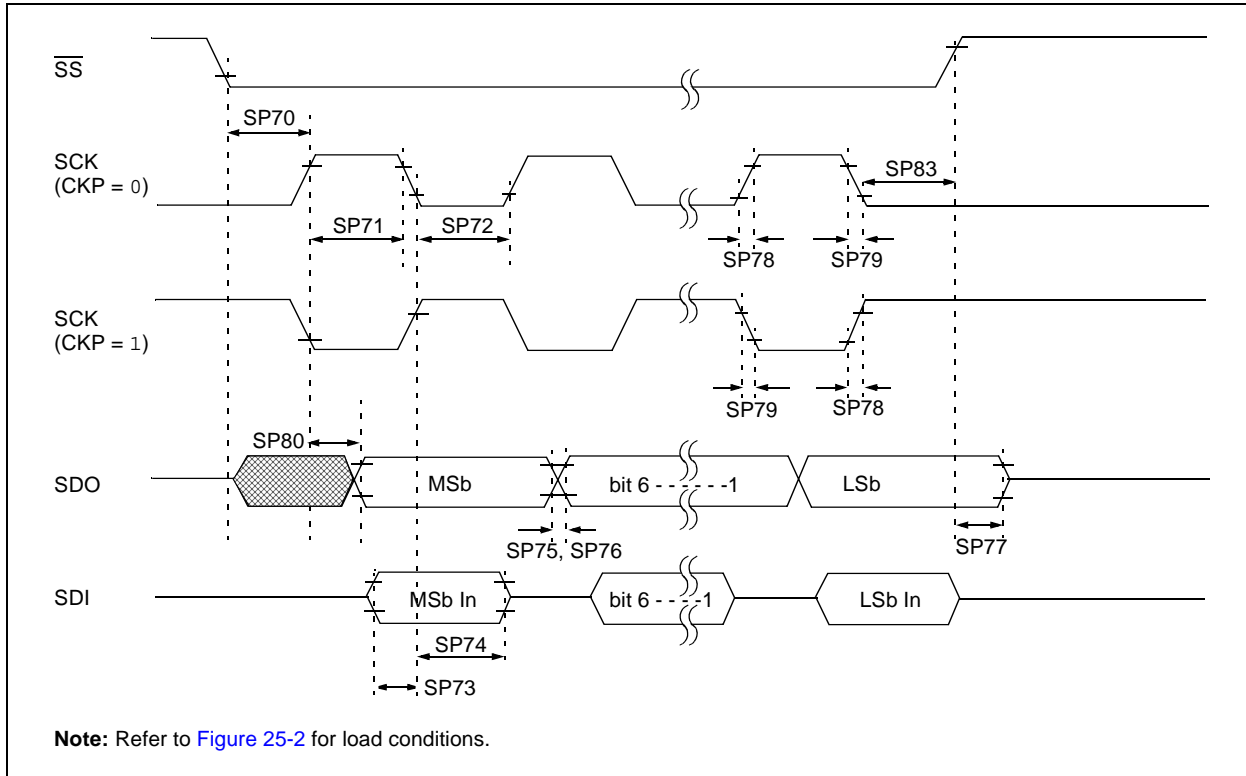 SS
SP70
SCK
(CKP = 0)
SP83
SP71
SP72
SP78
SP79
SCK
(CKP = 1)
SP79
SP78
SP80
SDO
MSb
bit 6 - - - - - - -1
LSb
SP75, SP76
SP77
SDI
MSb In
bit 6 - - - - -1
LSb In
SP74
SP73
Note: Refer to Figure 25-2 for load conditions.